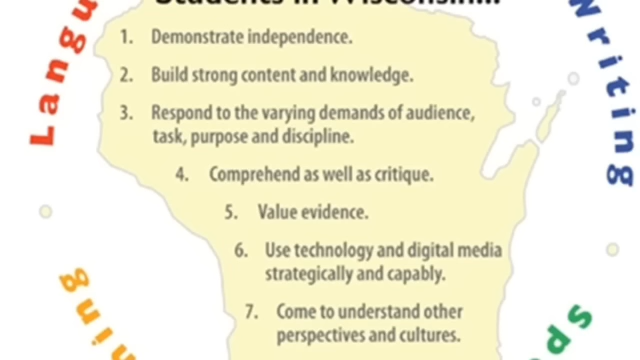 Students in Wisconsin...
1. Demonstrate independence.
2. Build strong content and knowledge.
3. Respond to the varying demands of audience,
task, purpose and discipline.
4. Comprehend as well as critique.
5. Value evidence.
6. Use technology and digital media
strategically and capably.
7. Come to understand other
perspectives and cultures.
Langu
Writing
ning
ds